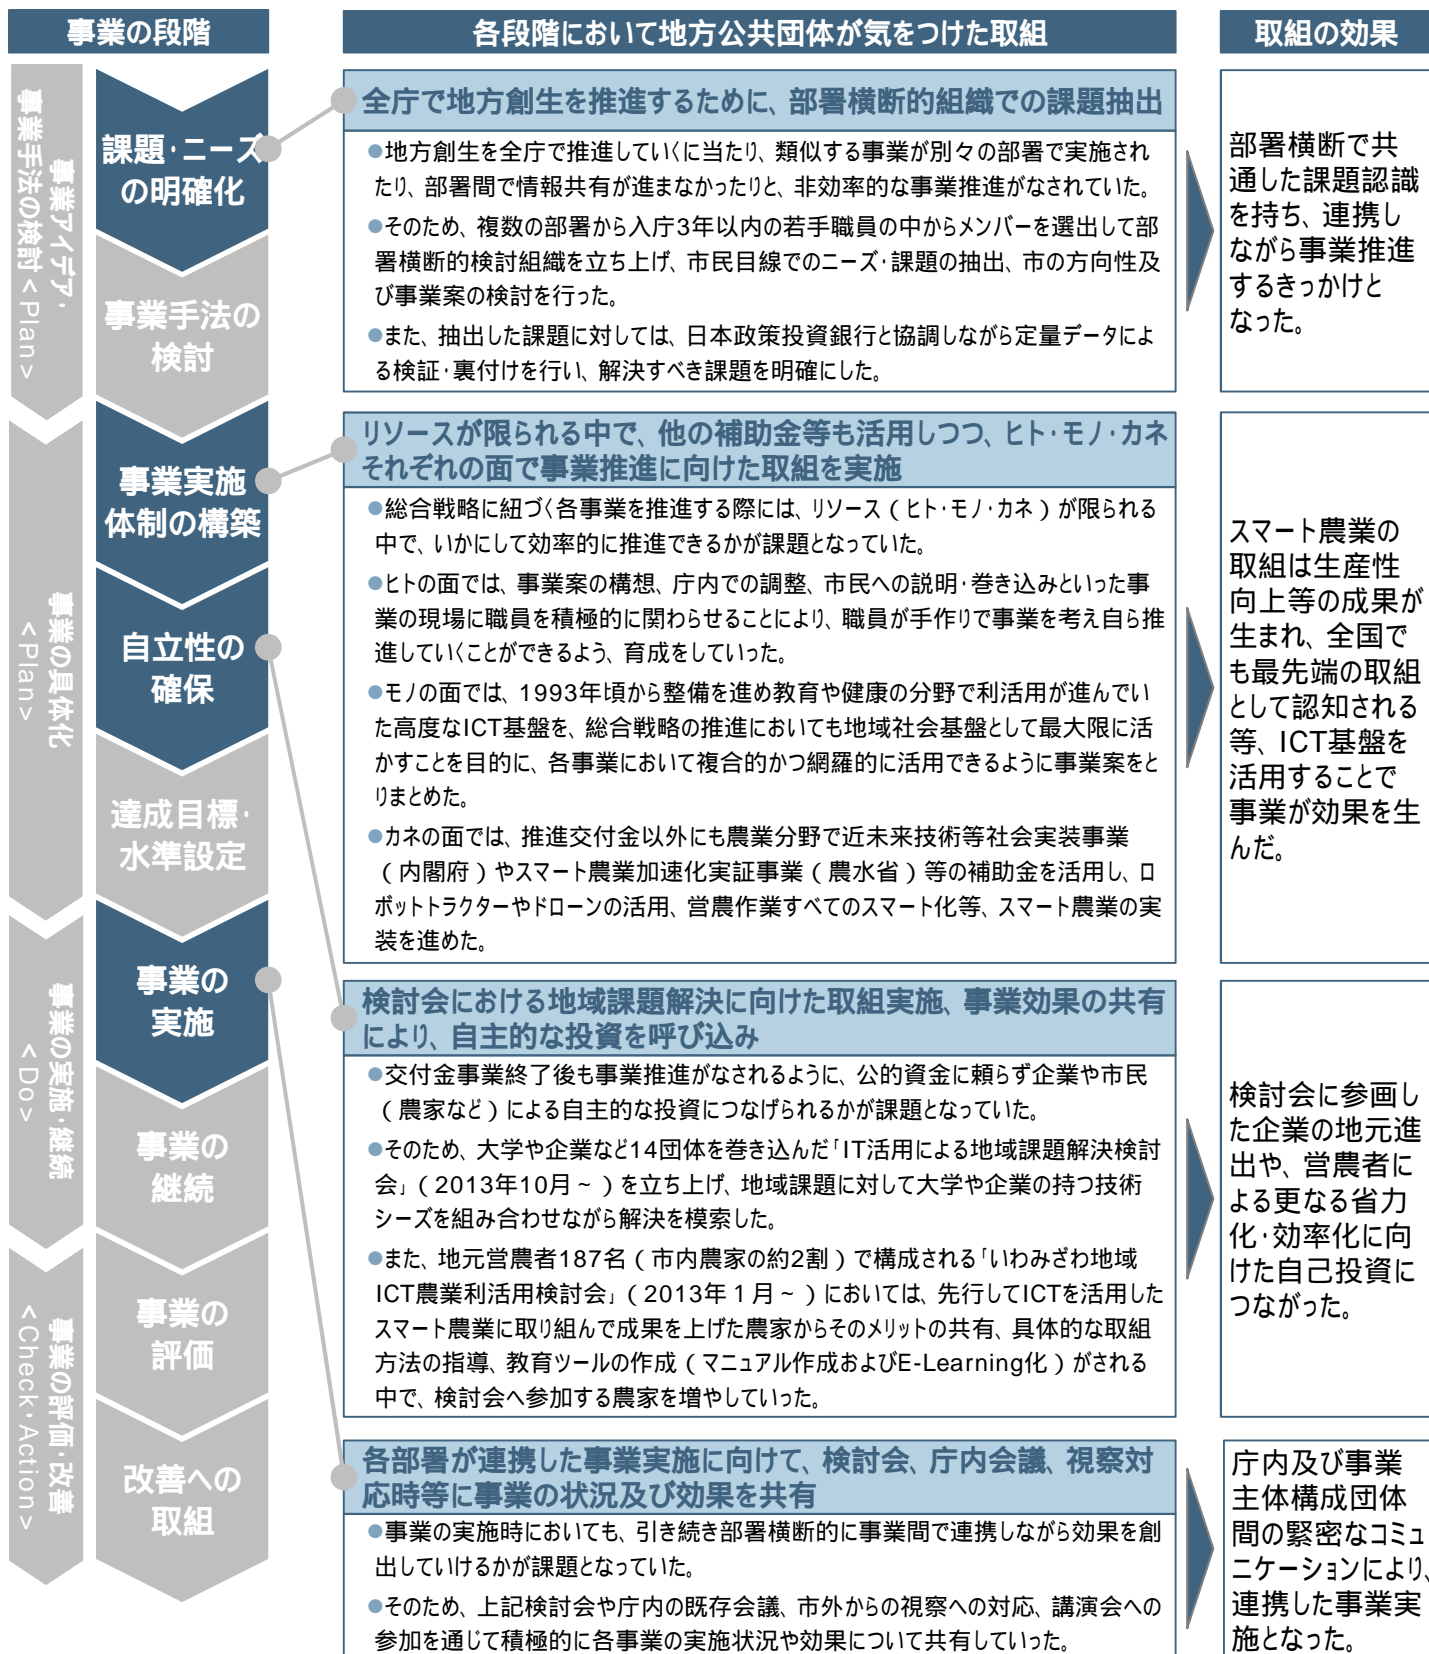 事業の段階
各段階において地方公共団体が気をつけた取組
取組の効果
事業アイデア・
事業手法の検討＜Plan＞
事業の具体化
＜Plan＞
事業の実施・継続
＜Do＞
事業の評価・改善
＜Check・Action＞
課題・ニーズ
の明確化
事業手法の
検討
事業実施
体制の構築
自立性の
確保
達成目標・
水準設定
事業の
実施
事業の
継続
事業の
評価
改善への
取組
全庁で地方創生を推進するために、部署横断的組織での課題抽出
●地方創生を全庁で推進していくに当たり、類似する事業が別々の部署で実施され
たり、部署間で情報共有が進まなかったりと、非効率的な事業推進がなされていた。
●そのため、複数の部署から入庁3年以内の若手職員の中からメンバーを選出して部
署横断的検討組織を立ち上げ、市民目線でのニーズ・課題の抽出、市の方向性及
び事業案の検討を行った。
●また、抽出した課題に対しては、日本政策投資銀行と協調しながら定量データによ
る検証・裏付けを行い、解決すべき課題を明確にした。
部署横断で共
通した課題認識
を持ち、連携し
ながら事業推進
するきっかけと
なった。
リソースが限られる中で、他の補助金等も活用しつつ、ヒト・モノ・カネ
それぞれの面で事業推進に向けた取組を実施
●総合戦略に紐づく各事業を推進する際には、リソース（ヒト・モノ・カネ）が限られる
中で、いかにして効率的に推進できるかが課題となっていた。
●ヒトの面では、事業案の構想、庁内での調整、市民への説明・巻き込みといった事
業の現場に職員を積極的に関わらせることにより、職員が手作りで事業を考え自ら推
進していくことができるよう、育成をしていった。
●モノの面では、1993年頃から整備を進め教育や健康の分野で利活用が進んでい
た高度なICT基盤を、総合戦略の推進においても地域社会基盤として最大限に活
かすことを目的に、各事業において複合的かつ網羅的に活用できるように事業案をと
りまとめた。
●カネの面では、推進交付金以外にも農業分野で近未来技術等社会実装事業
（内閣府）やスマート農業加速化実証事業（農水省）等の補助金を活用し、ロ
ボットトラクターやドローンの活用、営農作業すべてのスマート化等、スマート農業の実
装を進めた。
スマート農業の
取組は生産性
向上等の成果が
生まれ、全国で
も最先端の取組
として認知される
等、ICT基盤を
活用することで
事業が効果を生
んだ。
検討会における地域課題解決に向けた取組実施、事業効果の共有
により、自主的な投資を呼び込み
●交付金事業終了後も事業推進がなされるように、公的資金に頼らず企業や市民
（農家など）による自主的な投資につなげられるかが課題となっていた。
●そのため、大学や企業など14団体を巻き込んだ「IT活用による地域課題解決検討
会」（2013年10月～）を立ち上げ、地域課題に対して大学や企業の持つ技術
シーズを組み合わせながら解決を模索した。
●また、地元営農者187名（市内農家の約2割）で構成される「いわみざわ地域
ICT農業利活用検討会」（2013年１月～）においては、先行してICTを活用した
スマート農業に取り組んで成果を上げた農家からそのメリットの共有、具体的な取組
方法の指導、教育ツールの作成（マニュアル作成およびE-Learning化）がされる
中で、検討会へ参加する農家を増やしていった。
検討会に参画し
た企業の地元進
出や、営農者に
よる更なる省力
化・効率化に向
けた自己投資に
つながった。
各部署が連携した事業実施に向けて、検討会、庁内会議、視察対
応時等に事業の状況及び効果を共有
●事業の実施時においても、引き続き部署横断的に事業間で連携しながら効果を創
出していけるかが課題となっていた。
●そのため、上記検討会や庁内の既存会議、市外からの視察への対応、講演会への
参加を通じて積極的に各事業の実施状況や効果について共有していった。
庁内及び事業
主体構成団体
間の緊密なコミュ
ニケーションにより、
連携した事業実
施となった。